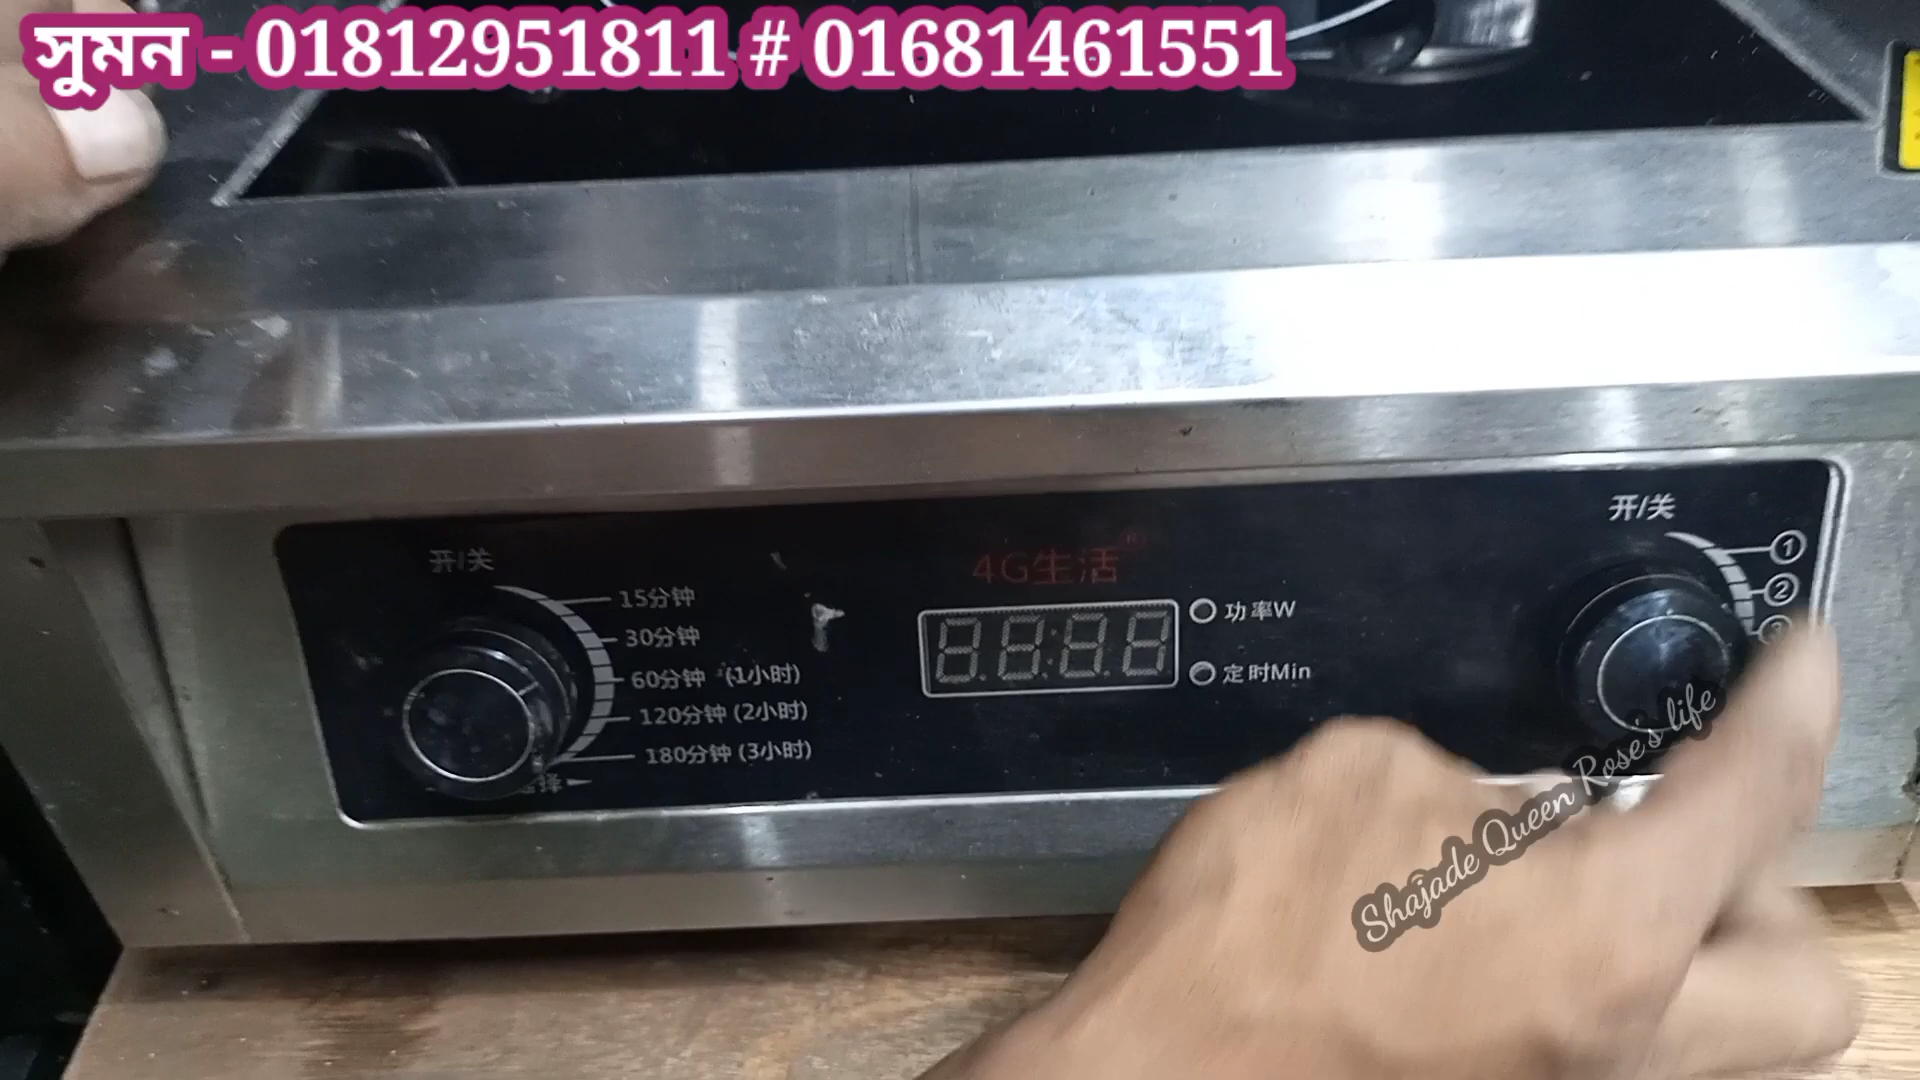 সুমন - 01812951811 # 01681461551
开/关
15分钟
30分钟
60分钟 (1小时)
120分钟 (2小时)
180分钟 (3小时)
4G生活
功率W
定时Min
开/关
①
②
Shajade Queen Rose's life